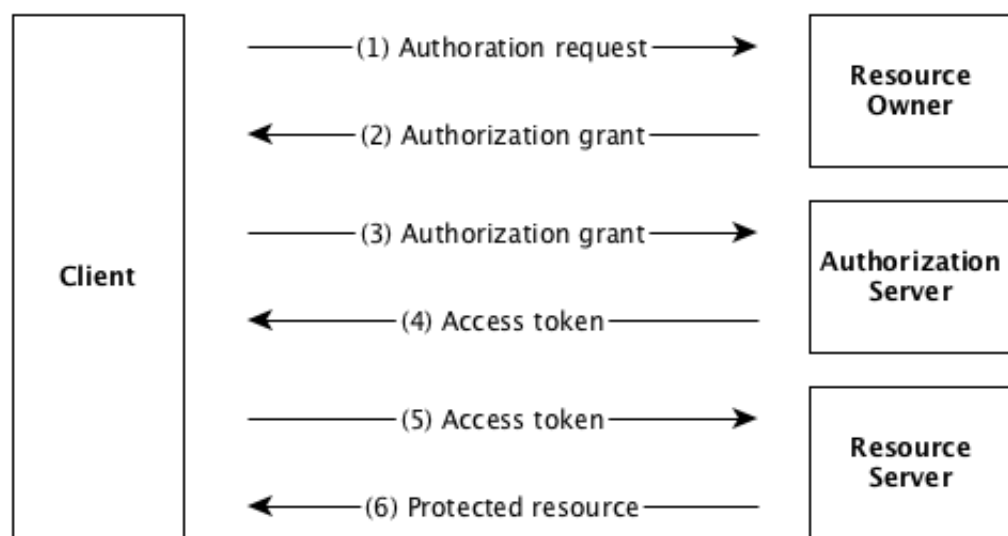 (1) Authoration request
Resource
Owner
(2) Authorization grant
(3) Authorization grant
Client
Authorization
Server
(4) Access token
(5) Access token
Resource
Server
(6) Protected resource